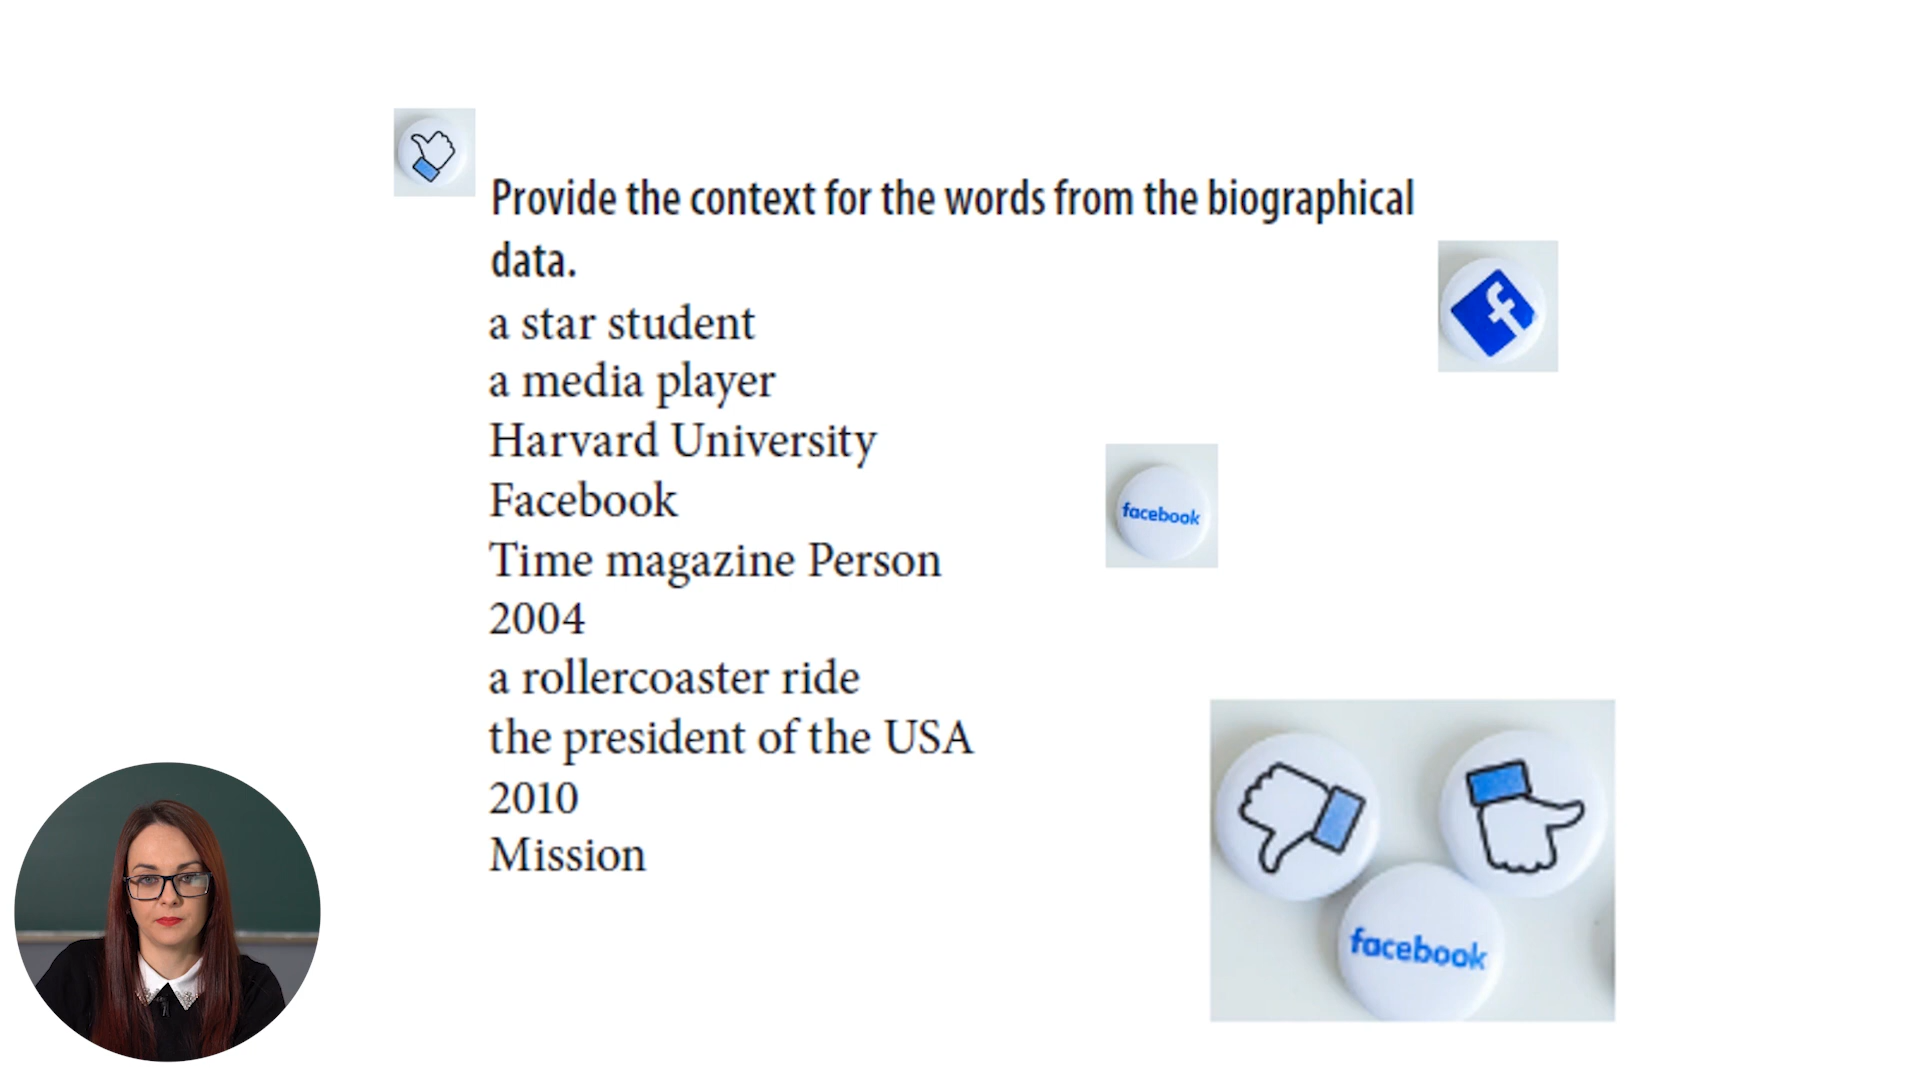 Provide the context for the words from the biographical
data.
a star student
a media player
Harvard University
Facebook
facebook
Time magazine Person
2004
a rollercoaster ride
the president of the USA
2010
Mission
facebook